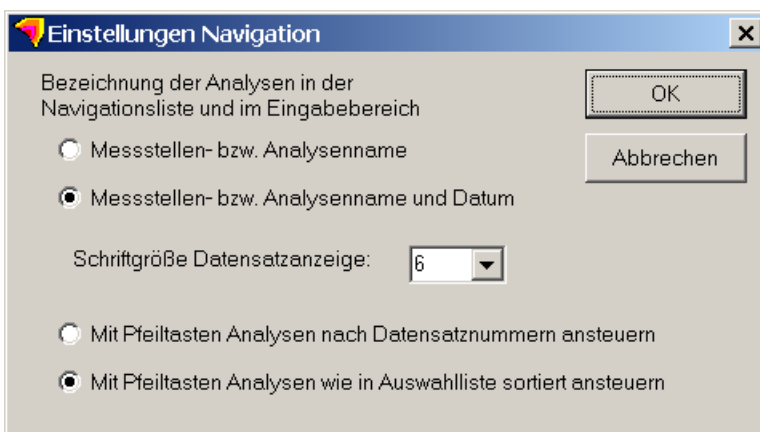 Einstellungen Navigation
Bezeichnung der Analysen in der
Navigationsliste und im Eingabebereich
OK
Messstellen- bzw. Analysenname
Abbrechen
Messstellen- bzw. Analysenname und Datum
Schriftgröße Datensatzanzeige: 6
Mit Pfeiltasten Analysen nach Datensatznummern ansteuern
Mit Pfeiltasten Analysen wie in Auswahlliste sortiert ansteuern